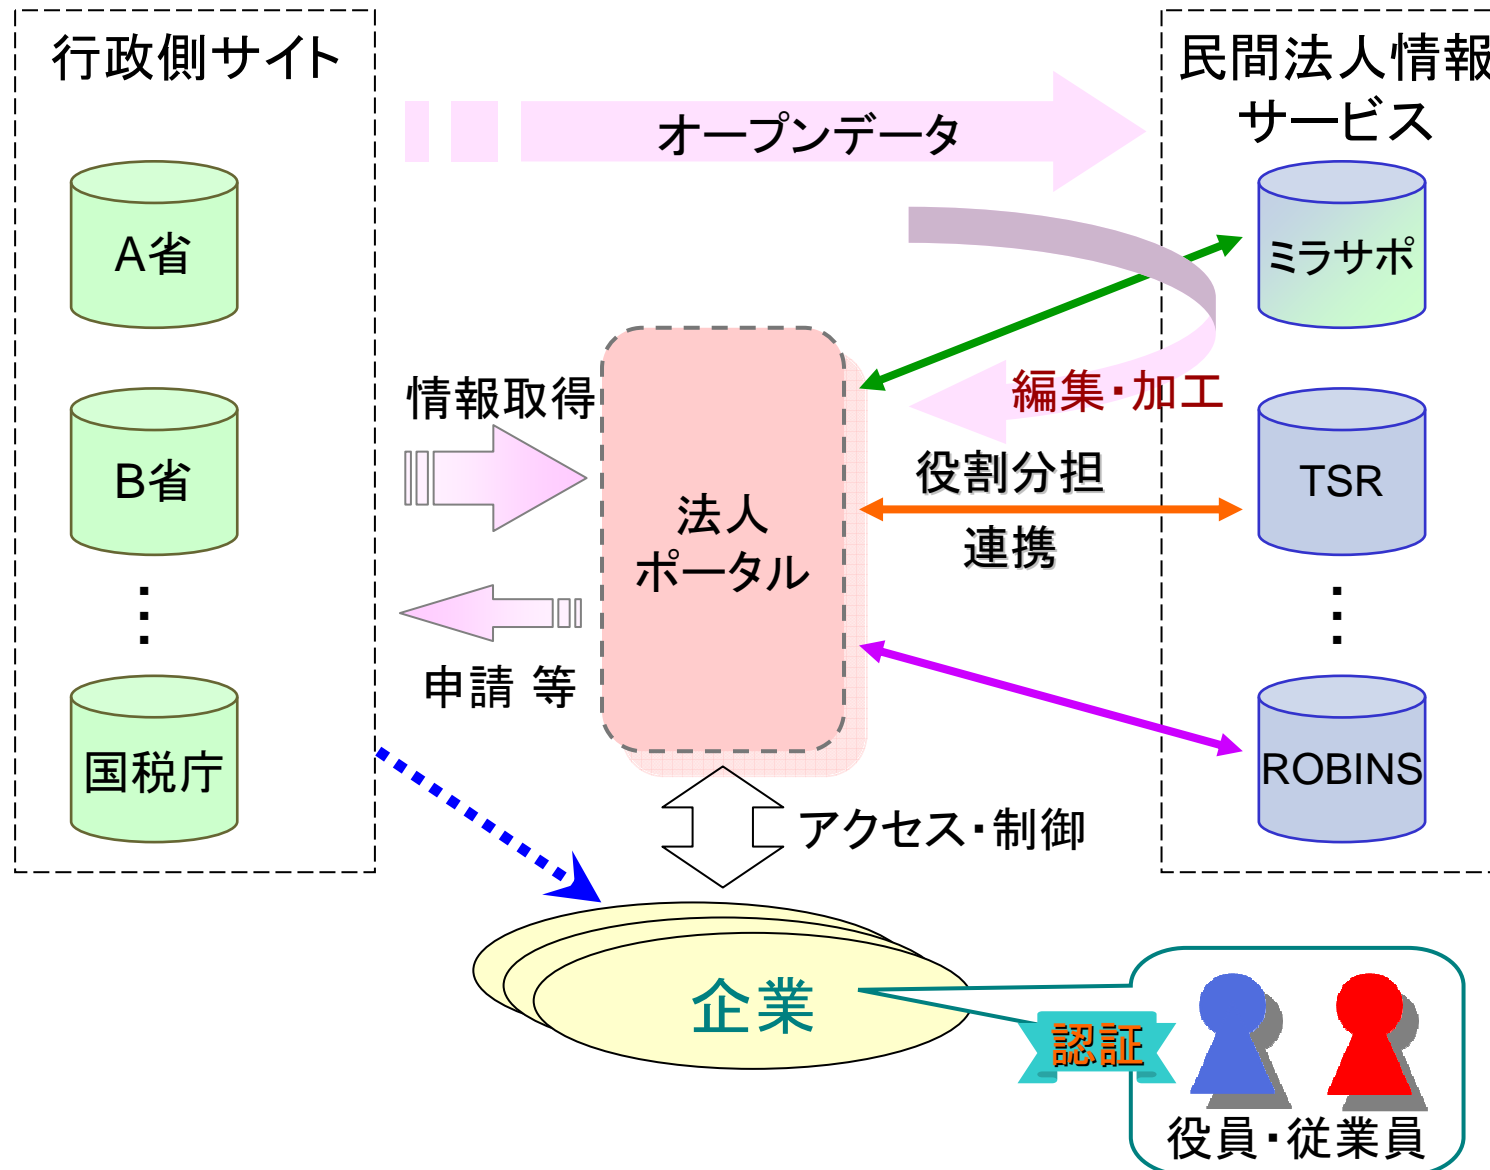 行政側サイト
A省
B省
国税庁
オープンデータ
民間法人情報
サービス
ミラサポ
TSR
ROBINS
情報取得
申請 等
法人
ポータル
編集・加工
役割分担
連携
アクセス・制御
企業
認証
役員・従業員